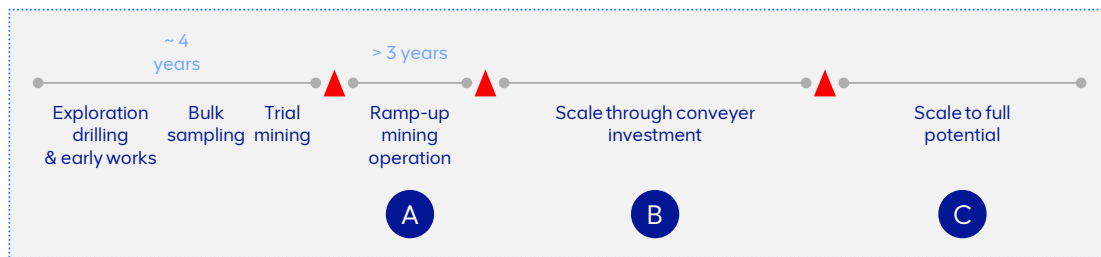 ~ 4
years
> 3 years
Exploration
drilling
& early works
Bulk
sampling
Trial
mining
Ramp-up
mining
operation
Scale through conveyer
investment
Scale to full
potential
A
B
C